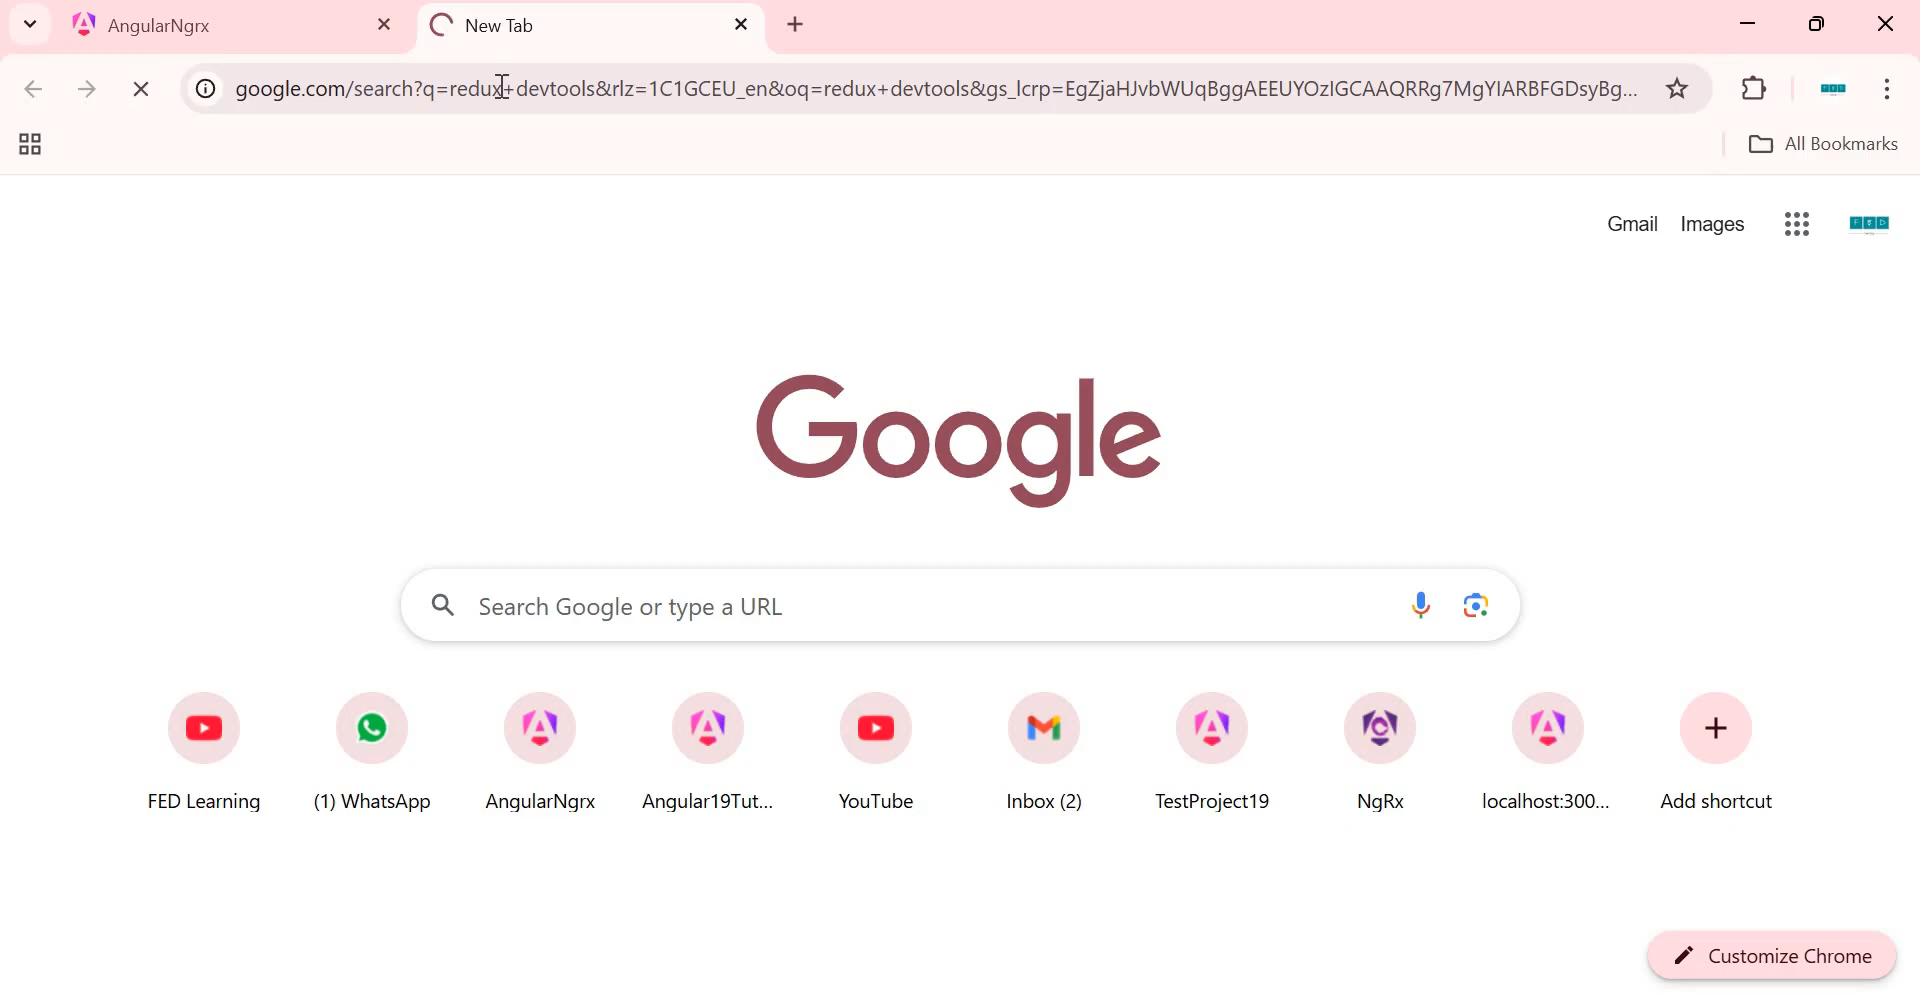 AngularNgrx
New Tab
google.com/search?q=redux+devtools&rlz=1C1GCEU_en&oq=redux+devtools&gs_lcrp=EgZjaHJvbWUqBggAEEUYOzIGCAAQRRg7MgYIARBFGDsyBg...
All Bookmarks
Gmail Images
F E D
Google
Search Google or type a URL
FED Learning
(1) WhatsApp
AngularNgrx
Angular19Tut...
YouTube
Inbox (2)
TestProject19
NgRx
localhost:300...
Add shortcut
Customize Chrome